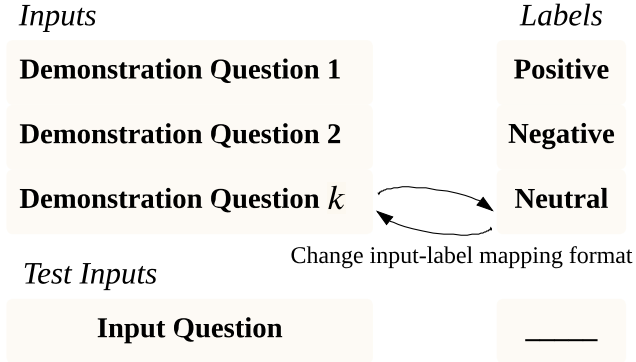 Inputs Labels
Demonstration Question 1 Positive
Demonstration Question 2 Negative
Demonstration Question k Neutral
Change input-label mapping format
Test Inputs
Input Question _____